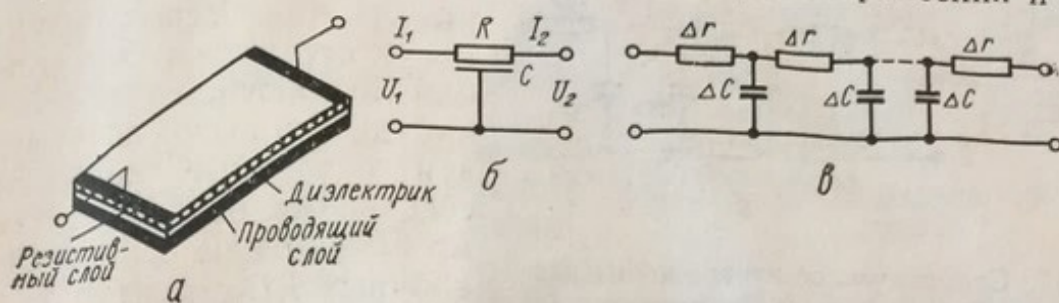 I₁ R I₂
C
U₁ U₂
б
Δr Δr Δr
ΔC ΔC ΔC
в
Диэлектрик
Проводящий
слой
Резистив-
ный слой
а